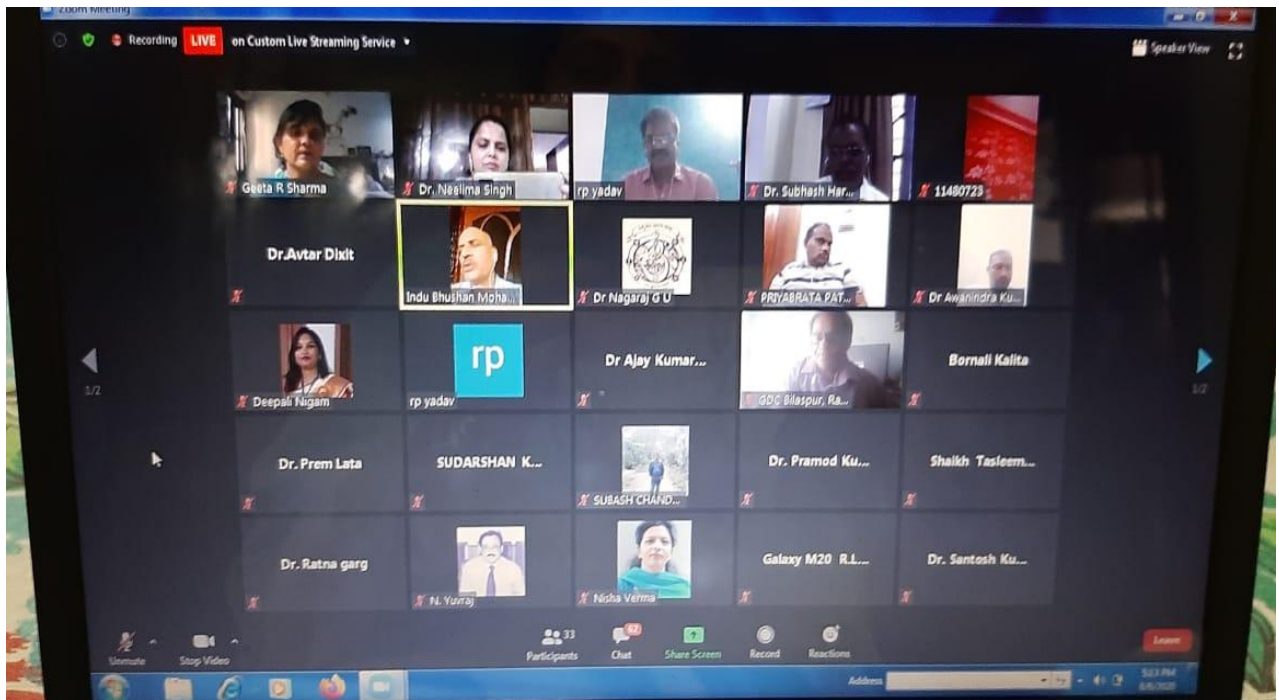 Zoom Meeting
Recording LIVE on Custom Live Streaming Service
Speaker View
Geeta R Sharma
Dr. Neelima Singh
rp yadav
Dr. Subhash Har...
11480723
Dr.Avtar Dixit
Indu Bhushan Moha...
Dr Nagaraj G U
PRIYABRATA PAT...
Dr Awanindra Ku...
Deepali Nigam
rp
rp yadav
Dr Ajay Kumar...
GDC Bilaspur, Ra...
Bornali Kalita
1/2
1/2
Dr. Prem Lata
SUDARSHAN K...
SUBASH CHAND...
Dr. Pramod Ku...
Shaikh Tasleem...
Dr. Ratna garg
N. Yuvraj
Nisha Verma
Galaxy M20 R.L...
Dr. Santosh Ku...
Unmute
Stop Video
33
Participants
62
Chat
Share Screen
Record
Reactions
Leave
Address
5:13 PM